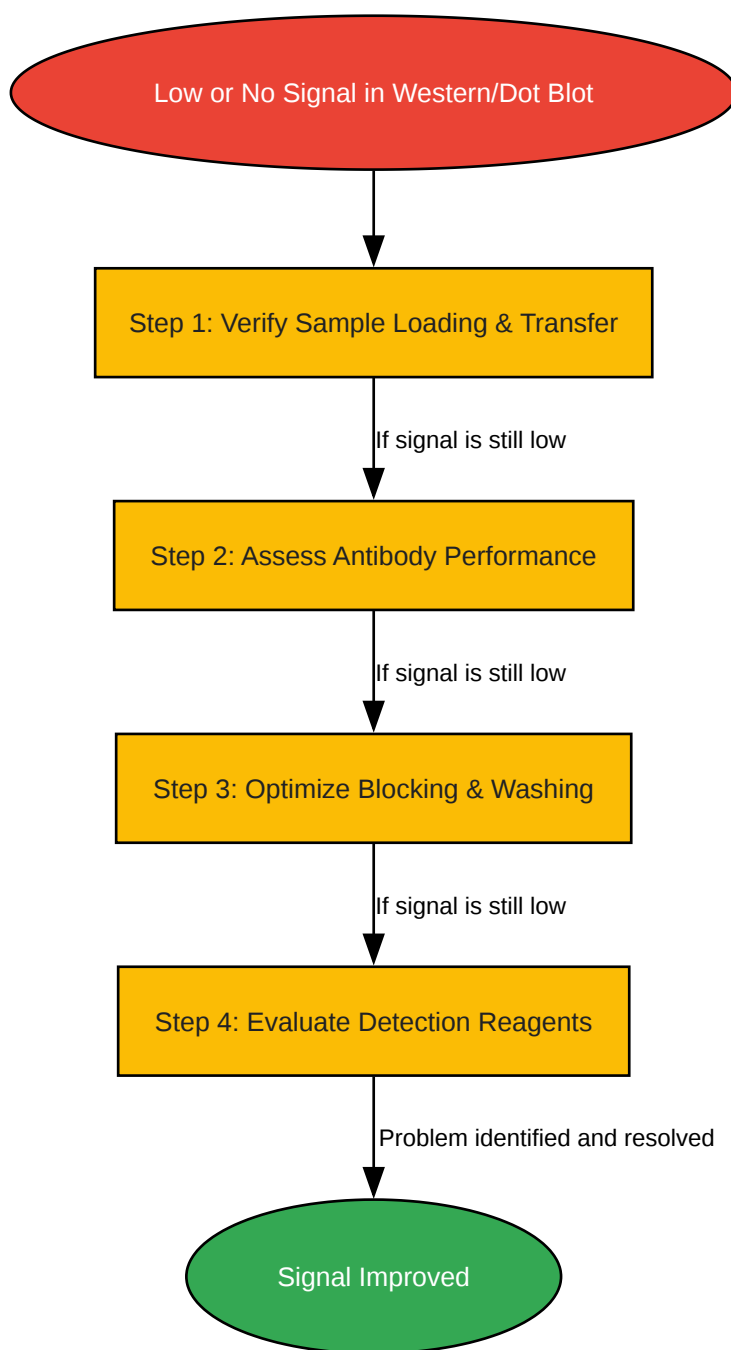 Low or No Signal in Western/Dot Blot
Step 1: Verify Sample Loading & Transfer
If signal is still low
Step 2: Assess Antibody Performance
If signal is still low
Step 3: Optimize Blocking & Washing
If signal is still low
Step 4: Evaluate Detection Reagents
Problem identified and resolved
Signal Improved